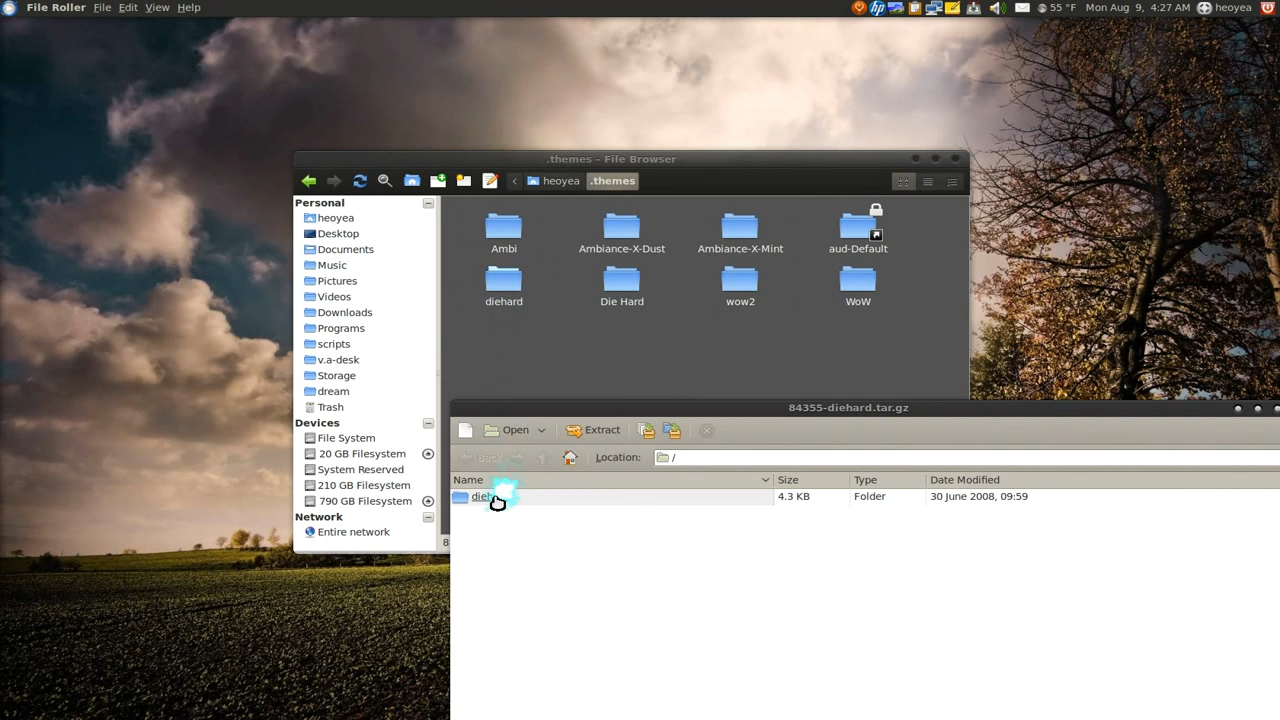 File Roller File Edit View Help 55 °F Mon Aug 9, 4:27 AM heoyea
.themes – File Browser
heoyea .themes
Personal
heoyea
Desktop
Documents
Music
Pictures
Videos
Downloads
Programs
scripts
v.a-desk
Storage
dream
Trash
Devices
File System
20 GB Filesystem
System Reserved
210 GB Filesystem
790 GB Filesystem
Network
Entire network
Ambi Ambiance-X-Dust Ambiance-X-Mint aud-Default
diehard Die Hard wow2 WoW
8
84355-diehard.tar.gz
Open Extract
Back Location: /
Name Size Type Date Modified
4.3 KB Folder 30 June 2008, 09:59